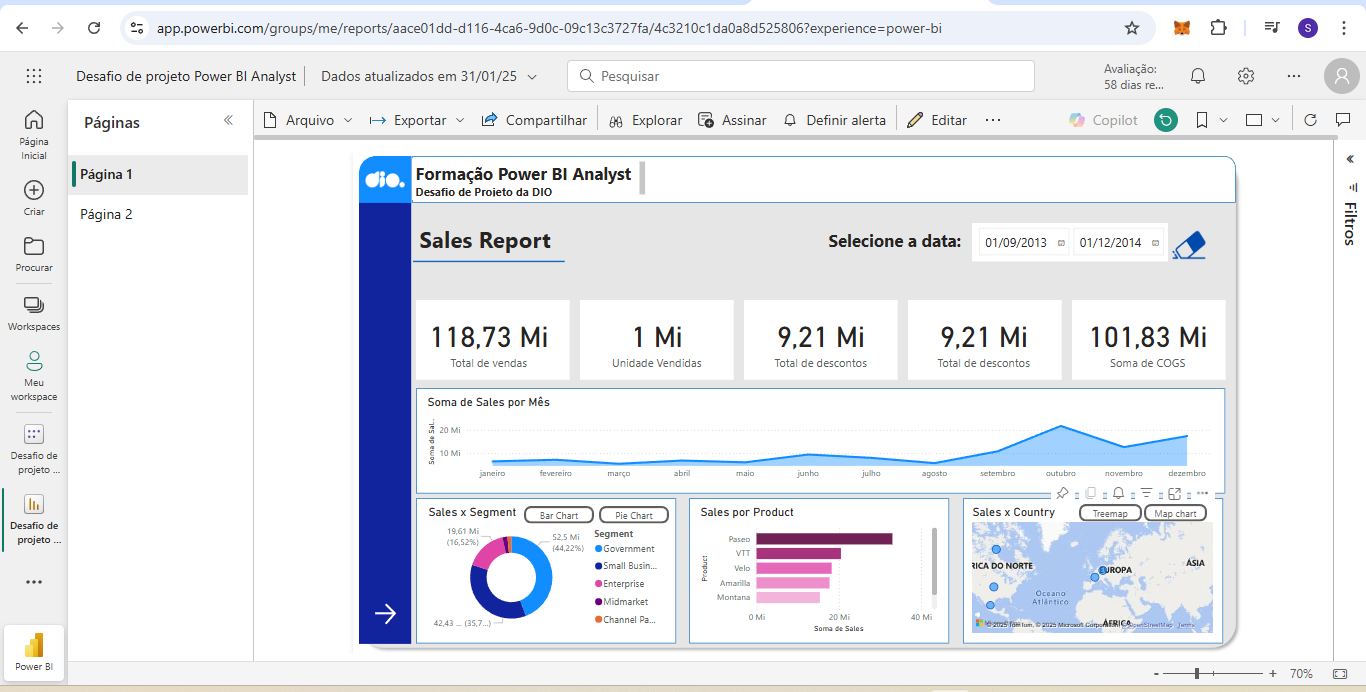 app.powerbi.com/groups/me/reports/aace01dd-d116-4ca6-9d0c-09c13c3727fa/4c3210c1da0a8d525806?experience=power-bi
S
Desafio de projeto Power BI Analyst
Dados atualizados em 31/01/25
Pesquisar
Avaliação:
58 dias re...
Página
Inicial
Criar
Procurar
Workspaces
Meu
workspace
Desafio de
projeto ...
Desafio de
projeto ...
Power BI
Páginas
Página 1
Página 2
Arquivo
Exportar
Compartilhar
Explorar
Assinar
Definir alerta
Editar
Copilot
Filtros
dio.
Formação Power BI Analyst
Desafio de Projeto da DIO
Sales Report
Selecione a data:
01/09/2013
01/12/2014
118,73 Mi
Total de vendas
1 Mi
Unidade Vendidas
9,21 Mi
Total de descontos
9,21 Mi
Total de descontos
101,83 Mi
Soma de COGS
Soma de Sales por Mês
Soma de Sal...
20 Mi
10 Mi
janeiro
fevereiro
março
abril
maio
junho
julho
agosto
setembro
outubro
novembro
dezembro
Sales x Segment
Bar Chart
Pie Chart
19,61 Mi
(16,52%)
52,5 Mi
(44,22%)
42,43 ... (35,7...)
Segment
Government
Small Busin...
Enterprise
Midmarket
Channel Pa...
Sales por Product
Product
Paseo
VTT
Velo
Amarilla
Montana
0 Mi
20 Mi
40 Mi
Soma de Sales
Sales x Country
Treemap
Map chart
RICA DO NORTE
EUROPA
ÁSIA
Oceano
Atlântico
ÁFRICA
© 2025 TomTom, © 2025 Microsoft Corporation, © OpenStreetMap Terms
70%